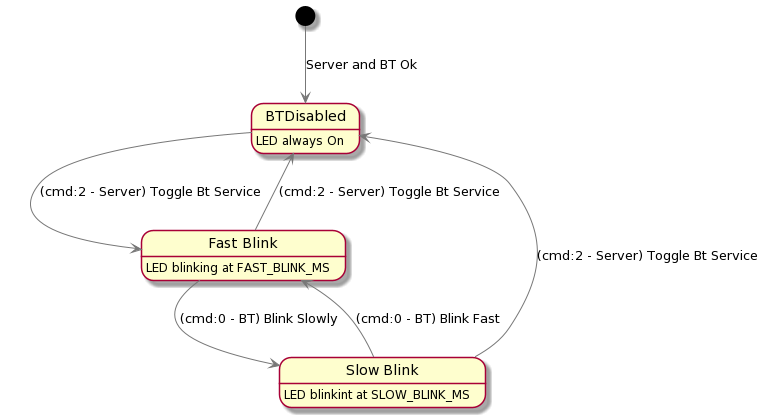 Server and BT Ok
BTDisabled
LED always On
(cmd:2 - Server) Toggle Bt Service
(cmd:2 - Server) Toggle Bt Service
(cmd:2 - Server) Toggle Bt Service
Fast Blink
LED blinking at FAST_BLINK_MS
(cmd:0 - BT) Blink Slowly
(cmd:0 - BT) Blink Fast
Slow Blink
LED blinkint at SLOW_BLINK_MS